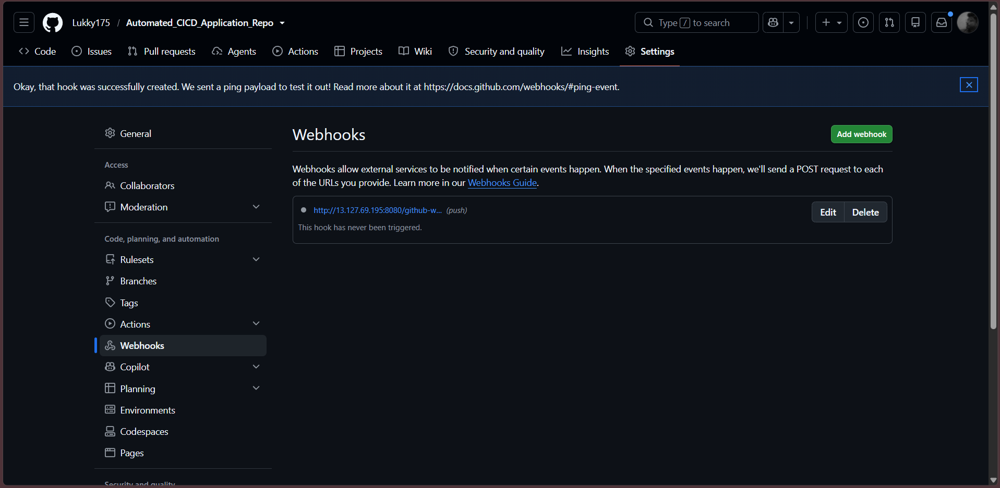 Lukky175 / Automated_CICD_Application_Repo
Type / to search
Code Issues Pull requests Agents Actions Projects Wiki Security and quality Insights Settings
Okay, that hook was successfully created. We sent a ping payload to test it out! Read more about it at https://docs.github.com/webhooks/#ping-event.
General
Access
Collaborators
Moderation
Code, planning, and automation
Rulesets
Branches
Tags
Actions
Webhooks
Copilot
Planning
Environments
Codespaces
Pages
Security and quality
Webhooks
Add webhook
Webhooks allow external services to be notified when certain events happen. When the specified events happen, we'll send a POST request to each
of the URLs you provide. Learn more in our Webhooks Guide.
http://13.127.69.195:8080/github-w... (push)
Edit Delete
This hook has never been triggered.